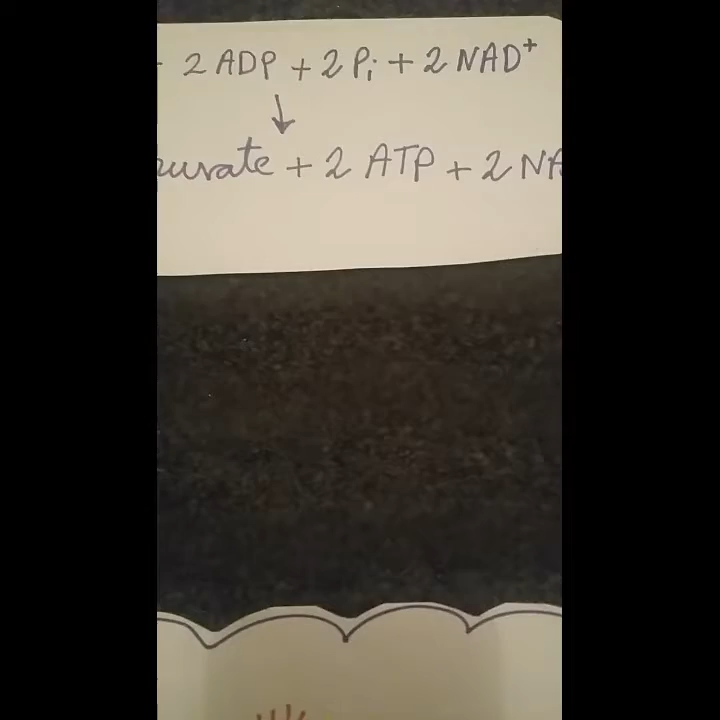 2 ADP + 2 Pi + 2 NAD⁺
↓
+ 2 ATP + 2